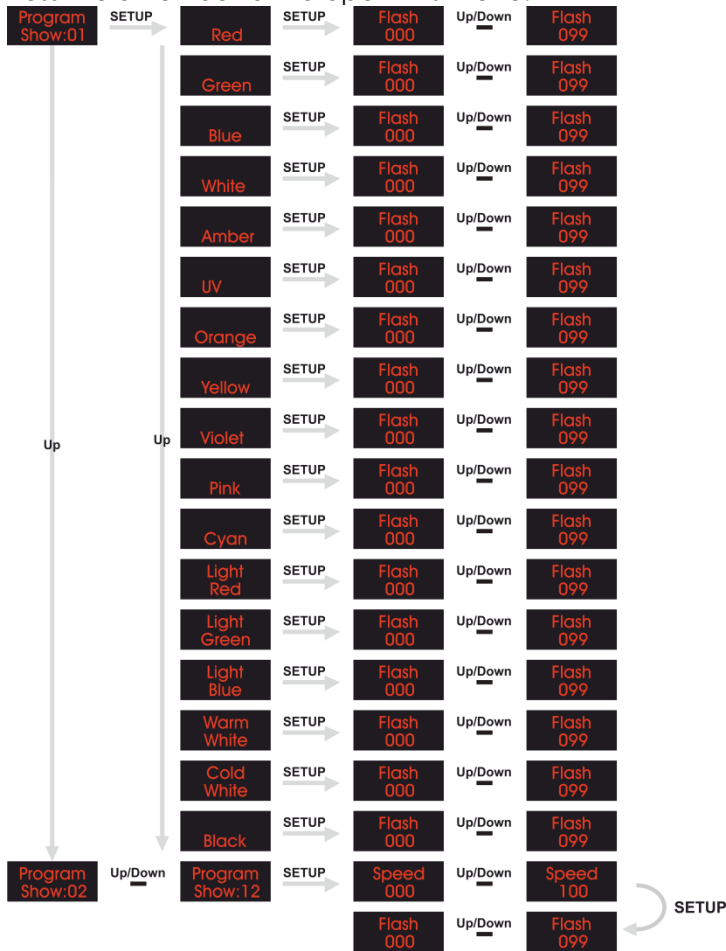 Program
Show:01
SETUP
Red
SETUP
Flash
000
Up/Down
Flash
099
Green
SETUP
Flash
000
Up/Down
Flash
099
Blue
SETUP
Flash
000
Up/Down
Flash
099
White
SETUP
Flash
000
Up/Down
Flash
099
Amber
SETUP
Flash
000
Up/Down
Flash
099
UV
SETUP
Flash
000
Up/Down
Flash
099
Orange
SETUP
Flash
000
Up/Down
Flash
099
Yellow
SETUP
Flash
000
Up/Down
Flash
099
Up
Up
Violet
SETUP
Flash
000
Up/Down
Flash
099
Pink
SETUP
Flash
000
Up/Down
Flash
099
Cyan
SETUP
Flash
000
Up/Down
Flash
099
Light
Red
SETUP
Flash
000
Up/Down
Flash
099
Light
Green
SETUP
Flash
000
Up/Down
Flash
099
Light
Blue
SETUP
Flash
000
Up/Down
Flash
099
Warm
White
SETUP
Flash
000
Up/Down
Flash
099
Cold
White
SETUP
Flash
000
Up/Down
Flash
099
Black
SETUP
Flash
000
Up/Down
Flash
099
Program
Show:02
Up/Down
Program
Show:12
SETUP
Speed
000
Up/Down
Speed
100
SETUP
Flash
000
Up/Down
Flash
099